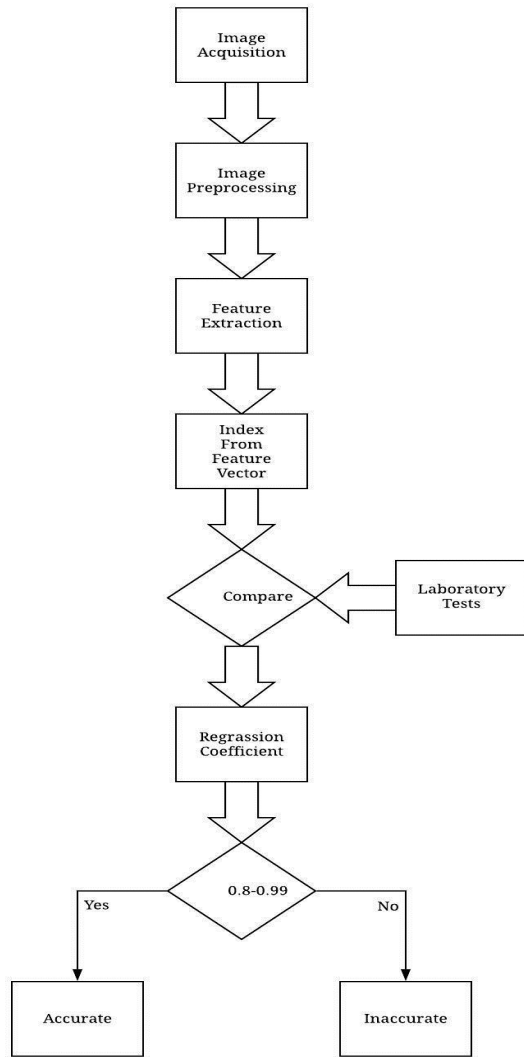 Image
Acquisition
Image
Preprocessing
Feature
Extraction
Index
From
Feature
Vector
Compare
Laboratory
Tests
Regrassion
Coefficient
0.8-0.99
Yes
No
Accurate
Inaccurate